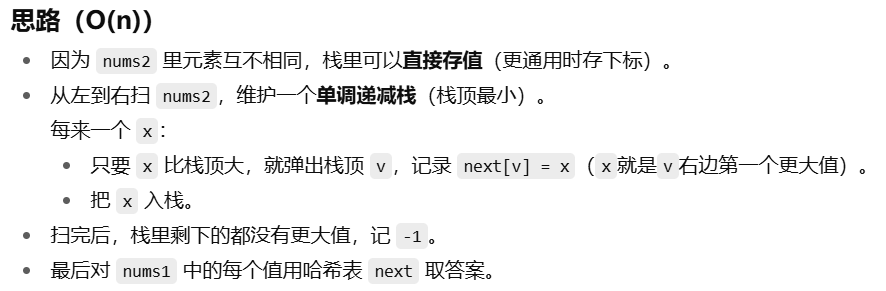 思路（O(n)）
因为 nums2 里元素互不相同，栈里可以直接存值（更通用时存下标）。
从左到右扫 nums2，维护一个单调递减栈（栈顶最小）。
每来一个 x：
只要 x 比栈顶大，就弹出栈顶 v，记录 next[v] = x（x就是v右边第一个更大值）。
把 x 入栈。
扫完后，栈里剩下的都没有更大值，记 -1。
最后对 nums1 中的每个值用哈希表 next 取答案。